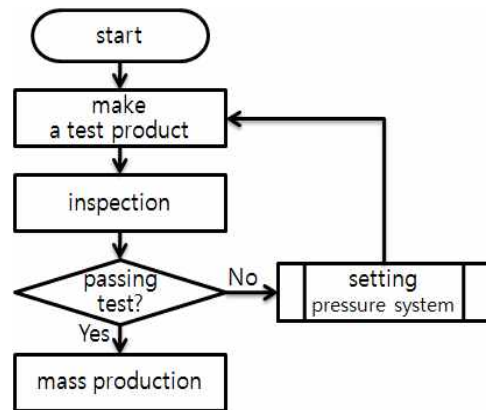 start
make
a test product
inspection
passing
test?
No
setting
pressure system
Yes
mass production